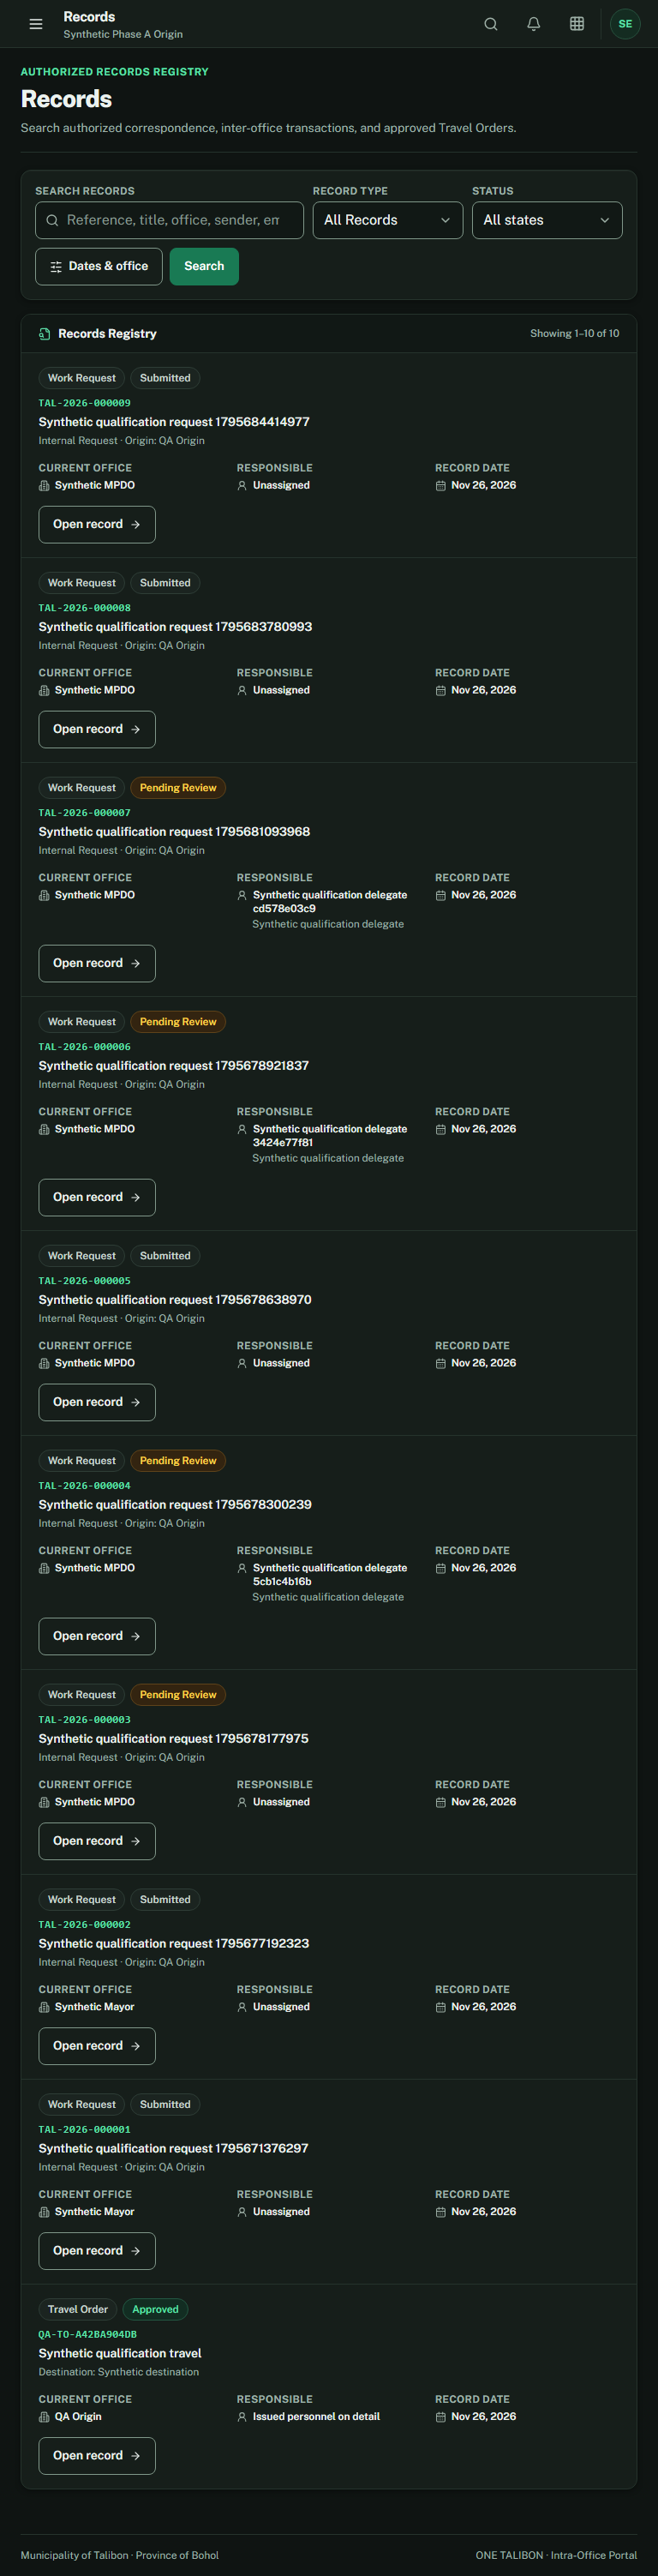 Records
Synthetic Phase A Origin
SE
AUTHORIZED RECORDS REGISTRY
Records
Search authorized correspondence, inter-office transactions, and approved Travel Orders.
SEARCH RECORDS RECORD TYPE STATUS
Reference, title, office, sender, em All Records All states
Dates & office Search
Records Registry Showing 1–10 of 10
Work Request Submitted
TAL-2026-000009
Synthetic qualification request 1795684414977
Internal Request · Origin: QA Origin
CURRENT OFFICE RESPONSIBLE RECORD DATE
Synthetic MPDO Unassigned Nov 26, 2026
Open record
Work Request Submitted
TAL-2026-000008
Synthetic qualification request 1795683780993
Internal Request · Origin: QA Origin
CURRENT OFFICE RESPONSIBLE RECORD DATE
Synthetic MPDO Unassigned Nov 26, 2026
Open record
Work Request Pending Review
TAL-2026-000007
Synthetic qualification request 1795681093968
Internal Request · Origin: QA Origin
CURRENT OFFICE RESPONSIBLE RECORD DATE
Synthetic MPDO Synthetic qualification delegate Nov 26, 2026
cd578e03c9
Synthetic qualification delegate
Open record
Work Request Pending Review
TAL-2026-000006
Synthetic qualification request 1795678921837
Internal Request · Origin: QA Origin
CURRENT OFFICE RESPONSIBLE RECORD DATE
Synthetic MPDO Synthetic qualification delegate Nov 26, 2026
3424e77f81
Synthetic qualification delegate
Open record
Work Request Submitted
TAL-2026-000005
Synthetic qualification request 1795678638970
Internal Request · Origin: QA Origin
CURRENT OFFICE RESPONSIBLE RECORD DATE
Synthetic MPDO Unassigned Nov 26, 2026
Open record
Work Request Pending Review
TAL-2026-000004
Synthetic qualification request 1795678300239
Internal Request · Origin: QA Origin
CURRENT OFFICE RESPONSIBLE RECORD DATE
Synthetic MPDO Synthetic qualification delegate Nov 26, 2026
5cb1c4b16b
Synthetic qualification delegate
Open record
Work Request Pending Review
TAL-2026-000003
Synthetic qualification request 1795678177975
Internal Request · Origin: QA Origin
CURRENT OFFICE RESPONSIBLE RECORD DATE
Synthetic MPDO Unassigned Nov 26, 2026
Open record
Work Request Submitted
TAL-2026-000002
Synthetic qualification request 1795677192323
Internal Request · Origin: QA Origin
CURRENT OFFICE RESPONSIBLE RECORD DATE
Synthetic Mayor Unassigned Nov 26, 2026
Open record
Work Request Submitted
TAL-2026-000001
Synthetic qualification request 1795671376297
Internal Request · Origin: QA Origin
CURRENT OFFICE RESPONSIBLE RECORD DATE
Synthetic Mayor Unassigned Nov 26, 2026
Open record
Travel Order Approved
QA-TO-A42BA904DB
Synthetic qualification travel
Destination: Synthetic destination
CURRENT OFFICE RESPONSIBLE RECORD DATE
QA Origin Issued personnel on detail Nov 26, 2026
Open record
Municipality of Talibon · Province of Bohol ONE TALIBON · Intra-Office Portal